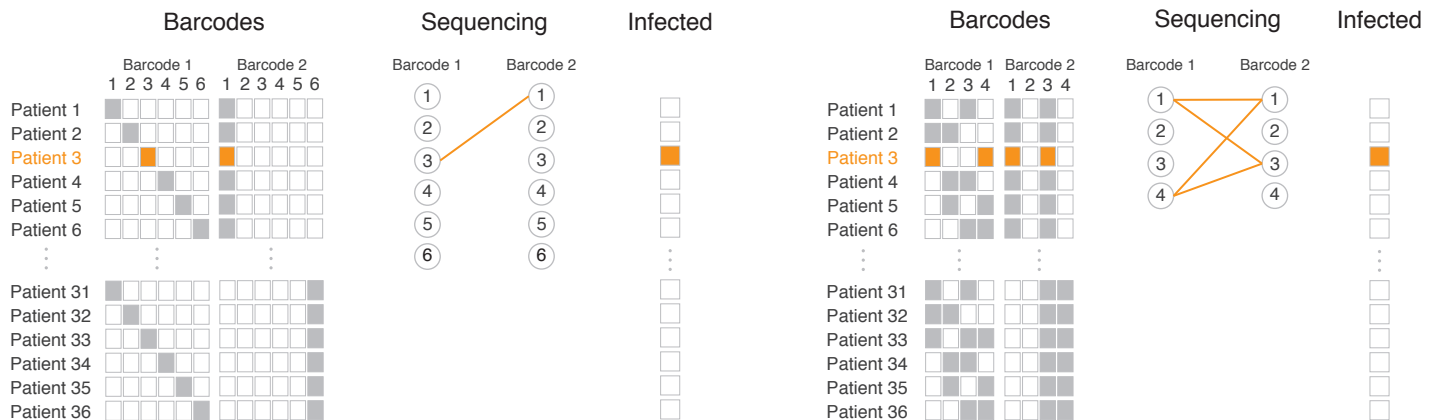 Barcodes Sequencing Infected
Barcode 1 Barcode 2 Barcode 1 Barcode 2
1 2 3 4 5 6 1 2 3 4 5 6
Patient 1
Patient 2
Patient 3
Patient 4
Patient 5
Patient 6
Patient 31
Patient 32
Patient 33
Patient 34
Patient 35
Patient 36
1 1
2 2
3 3
4 4
5 5
6 6
Barcodes Sequencing Infected
Barcode 1 Barcode 2 Barcode 1 Barcode 2
1 2 3 4 1 2 3 4
Patient 1
Patient 2
Patient 3
Patient 4
Patient 5
Patient 6
Patient 31
Patient 32
Patient 33
Patient 34
Patient 35
Patient 36
1 1
2 2
3 3
4 4